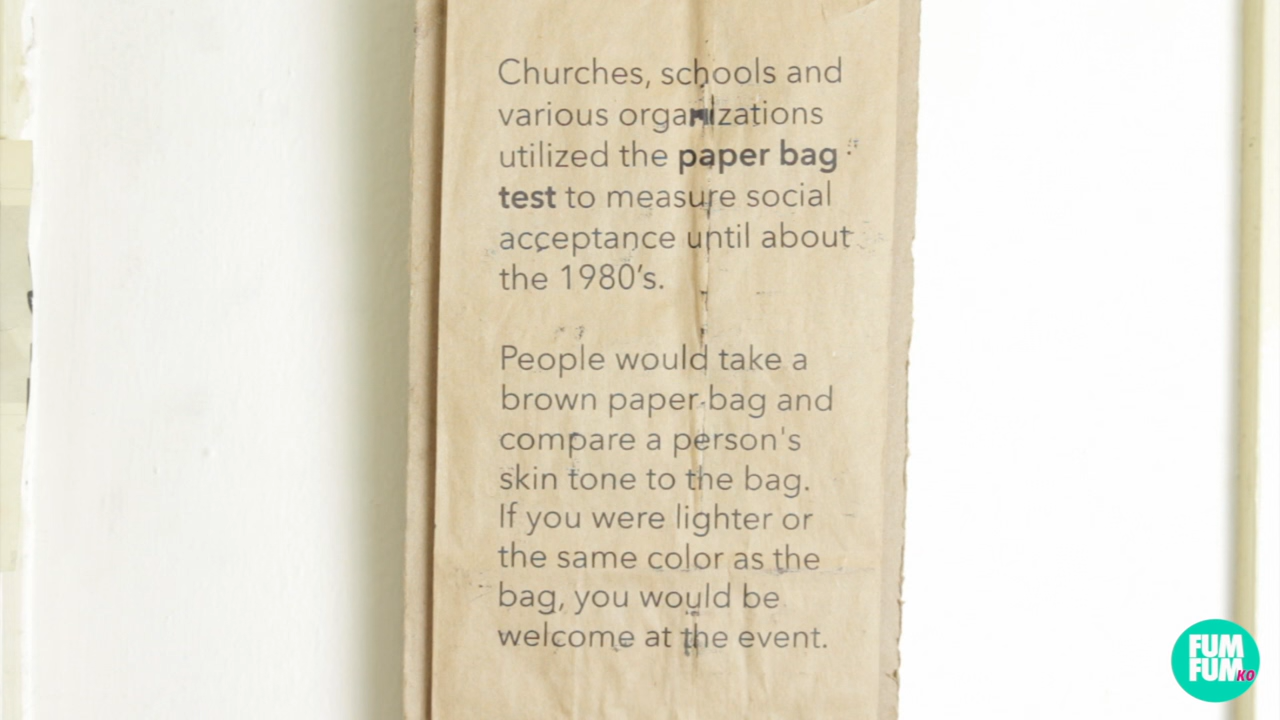 Churches, schools and
various organizations
utilized the paper bag
test to measure social
acceptance until about
the 1980's.
People would take a
brown paper bag and
compare a person's
skin tone to the bag.
If you were lighter or
the same color as the
bag, you would be
welcome at the event.
FUM
FUM KO